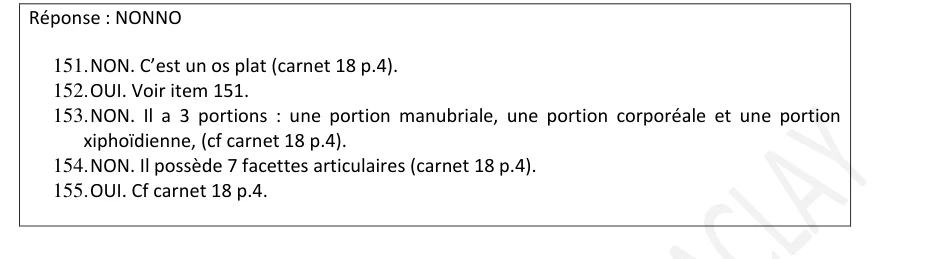 Réponse : NONNO
151.NON. C’est un os plat (carnet 18 p.4).
152.OUI. Voir item 151.
153.NON. Il a 3 portions : une portion manubriale, une portion corporéale et une portion
xiphoïdienne, (cf carnet 18 p.4).
154.NON. Il possède 7 facettes articulaires (carnet 18 p.4).
155.OUI. Cf carnet 18 p.4.
ACLAY